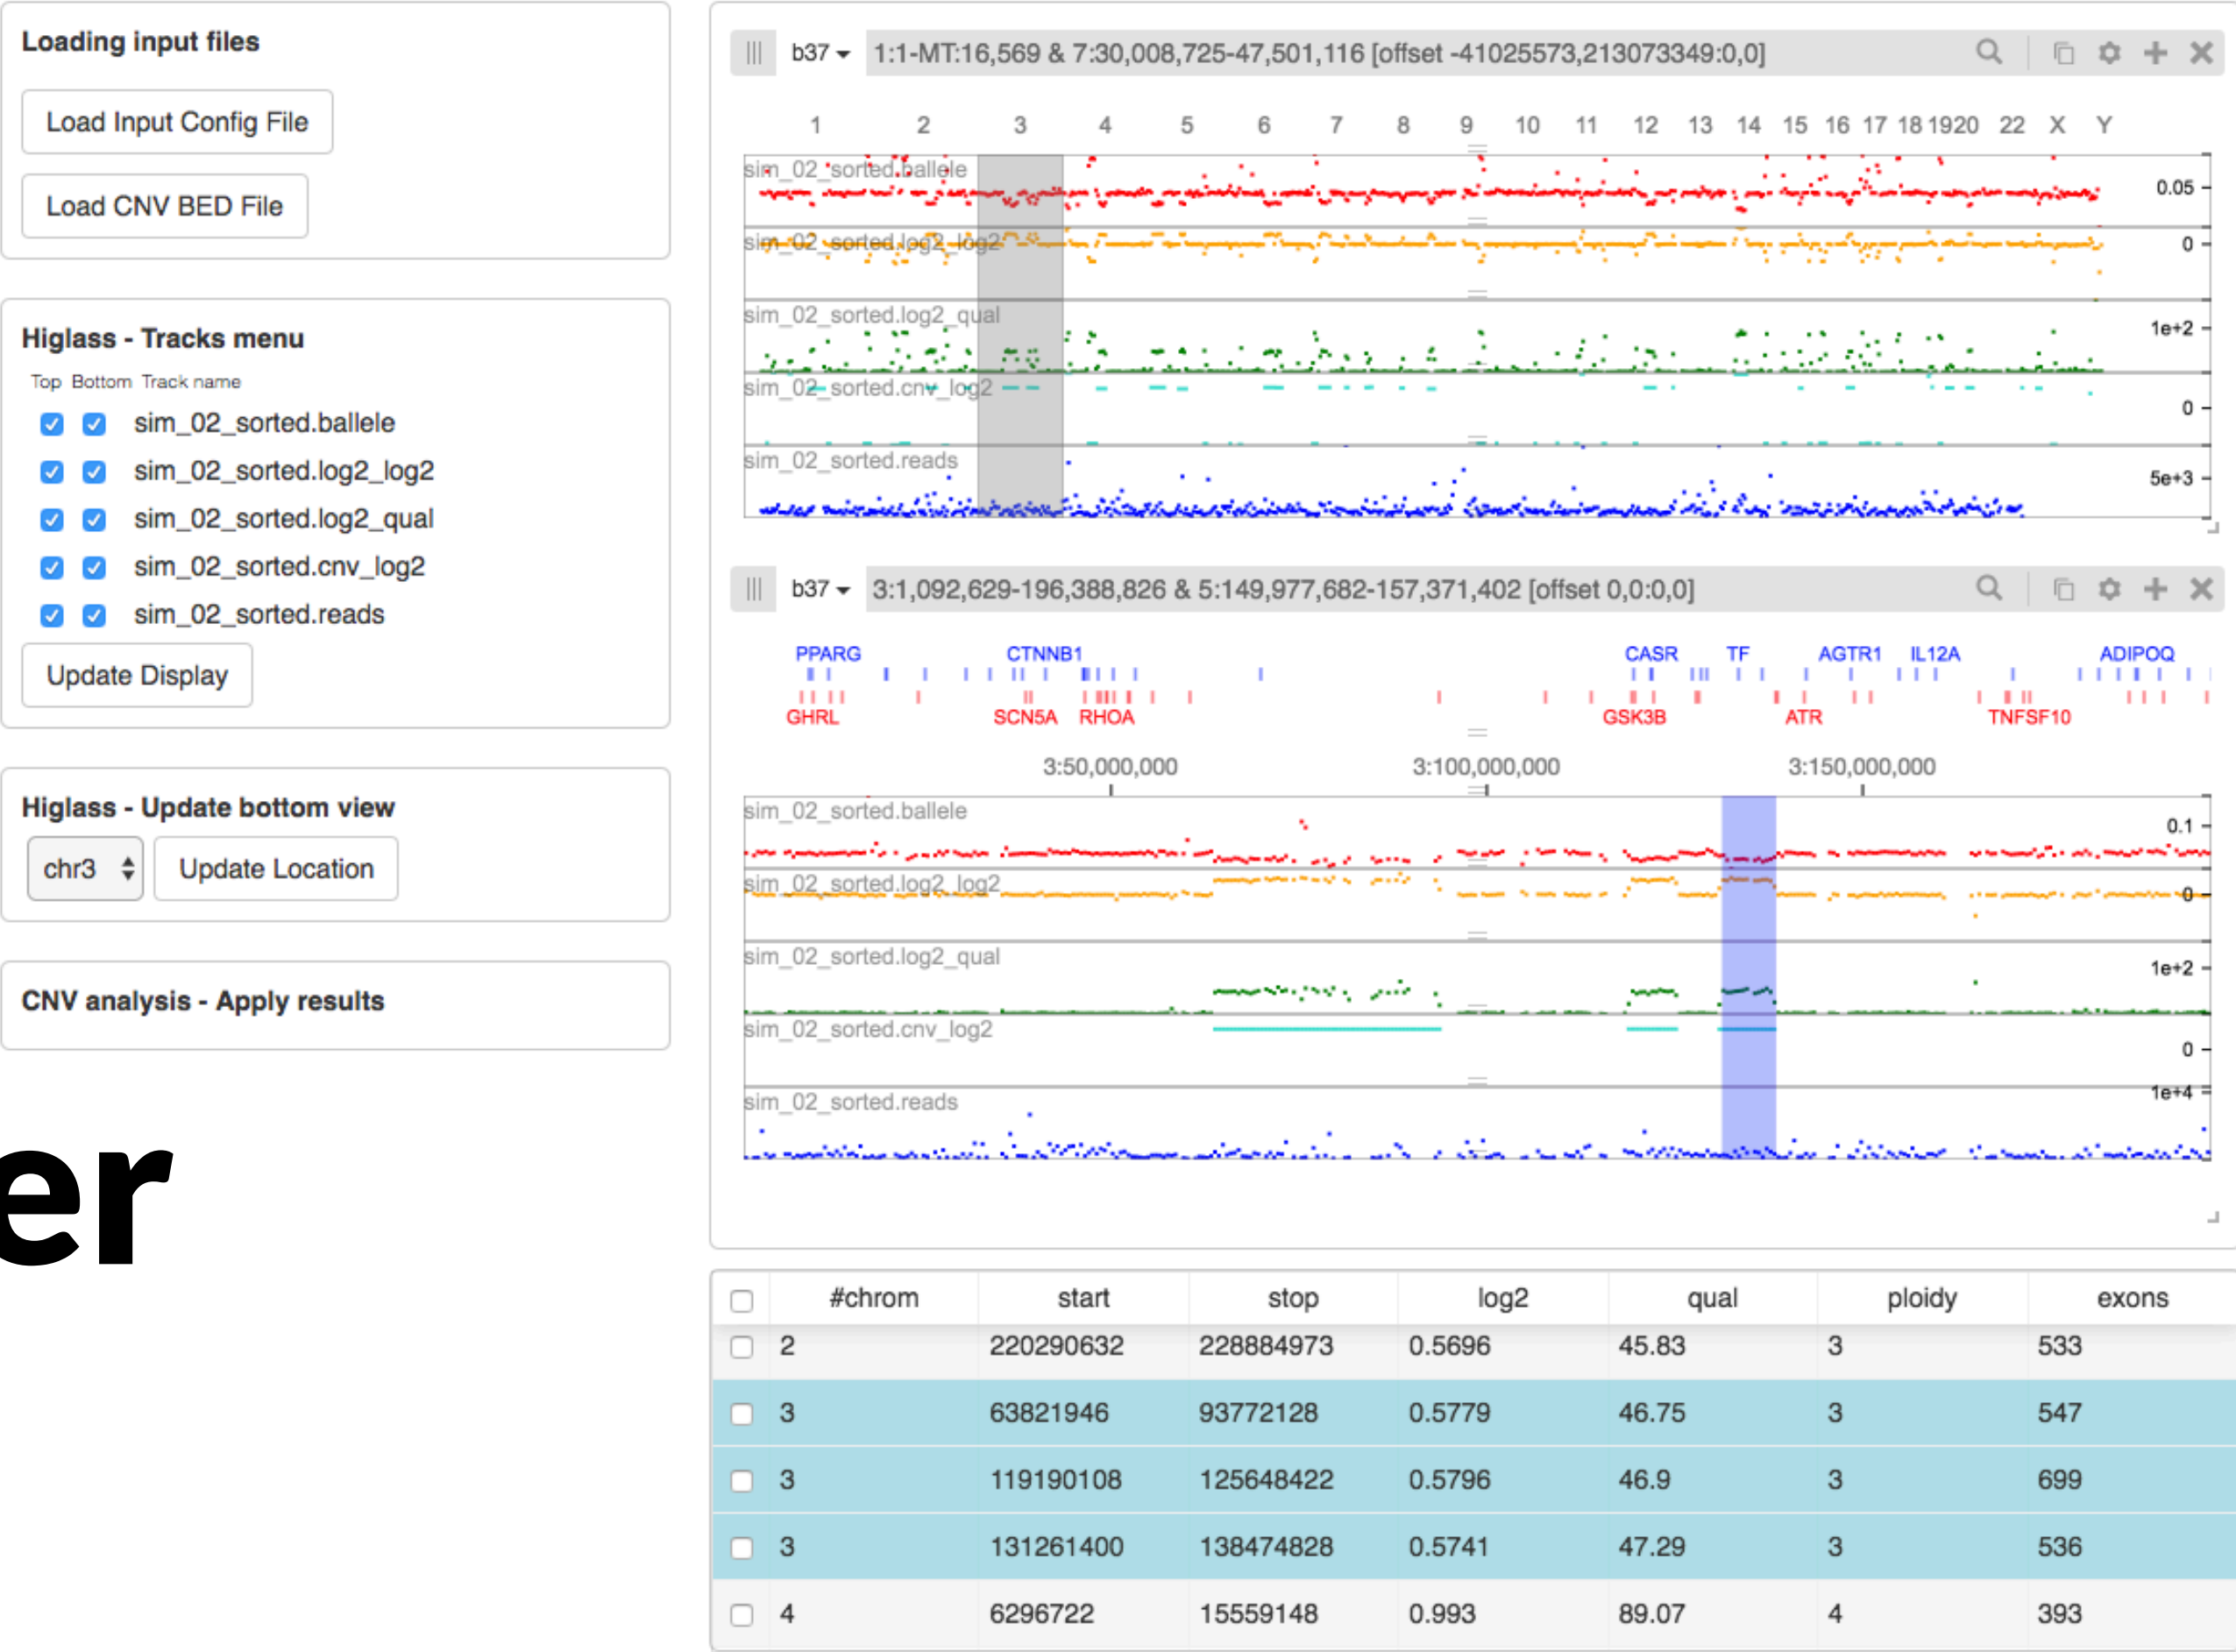 Loading input files
Load Input Config File
Load CNV BED File
Higlass - Tracks menu
Top Bottom Track name
sim_02_sorted.ballele
sim_02_sorted.log2_log2
sim_02_sorted.log2_qual
sim_02_sorted.cnv_log2
sim_02_sorted.reads
Update Display
Higlass - Update bottom view
chr3 Update Location
CNV analysis - Apply results
er
b37 1:1-MT:16,569 & 7:30,008,725-47,501,116 [offset -41025573,213073349:0,0]
1 2 3 4 5 6 7 8 9 10 11 12 13 14 15 16 17 18 19 20 22 X Y
sim_02_sorted.ballele
0.05
sim_02_sorted.log2_log2
0
sim_02_sorted.log2_qual
1e+2
sim_02_sorted.cnv_log2
0
sim_02_sorted.reads
5e+3
b37 3:1,092,629-196,388,826 & 5:149,977,682-157,371,402 [offset 0,0:0,0]
PPARG CTNNB1 CASR TF AGTR1 IL12A ADIPOQ
GHRL SCN5A RHOA GSK3B ATR TNFSF10
3:50,000,000 3:100,000,000 3:150,000,000
sim_02_sorted.ballele
0.1
sim_02_sorted.log2_log2
0
sim_02_sorted.log2_qual
1e+2
sim_02_sorted.cnv_log2
0
1e+4
sim_02_sorted.reads
#chrom start stop log2 qual ploidy exons
2 220290632 228884973 0.5696 45.83 3 533
3 63821946 93772128 0.5779 46.75 3 547
3 119190108 125648422 0.5796 46.9 3 699
3 131261400 138474828 0.5741 47.29 3 536
4 6296722 15559148 0.993 89.07 4 393